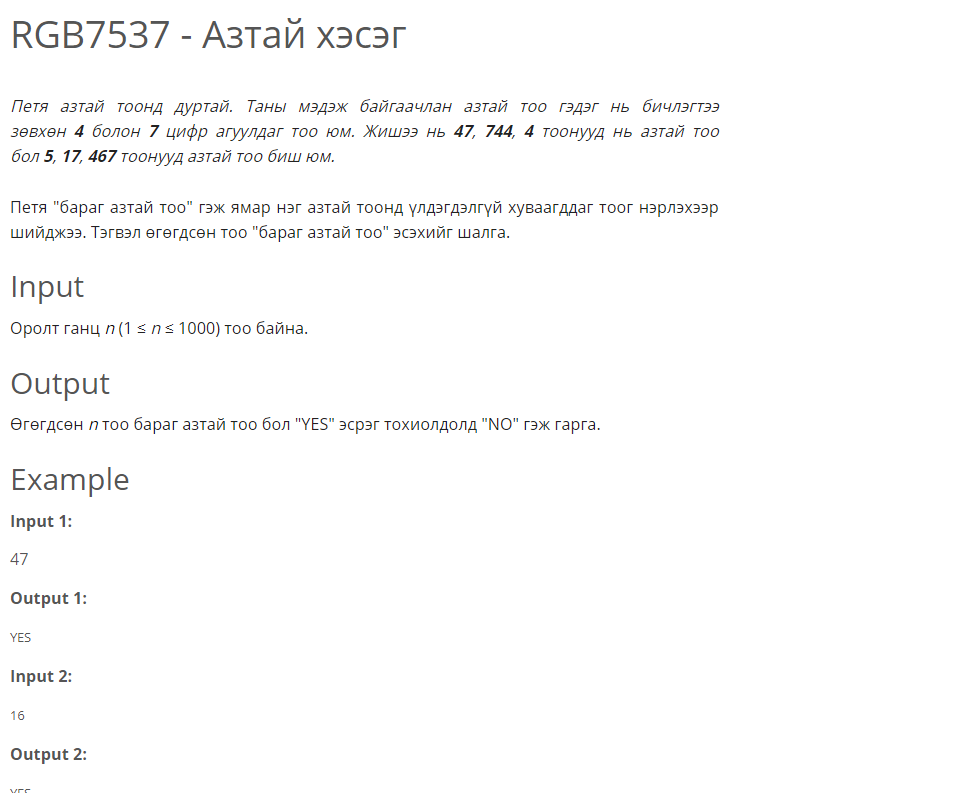 RGB7537 - Азтай хэсэг
Петя азтай тоонд дуртай. Таны мэдэж байгаачлан азтай тоо гэдэг нь бичлэгтээ
зөвхөн 4 болон 7 цифр агуулдаг тоо юм. Жишээ нь 47, 744, 4 тоонууд нь азтай тоо
бол 5, 17, 467 тоонууд азтай тоо биш юм.
Петя "бараг азтай тоо" гэж ямар нэг азтай тоонд үлдэгдэлгүй хуваагддаг тоог нэрлэхээр
шийджээ. Тэгвэл өгөгдсөн тоо "бараг азтай тоо" эсэхийг шалга.
Input
Оролт ганц n (1 ≤ n ≤ 1000) тоо байна.
Output
Өгөгдсөн n тоо бараг азтай тоо бол "YES" эсрэг тохиолдолд "NO" гэж гарга.
Example
Input 1:
47
Output 1:
YES
Input 2:
16
Output 2:
YES